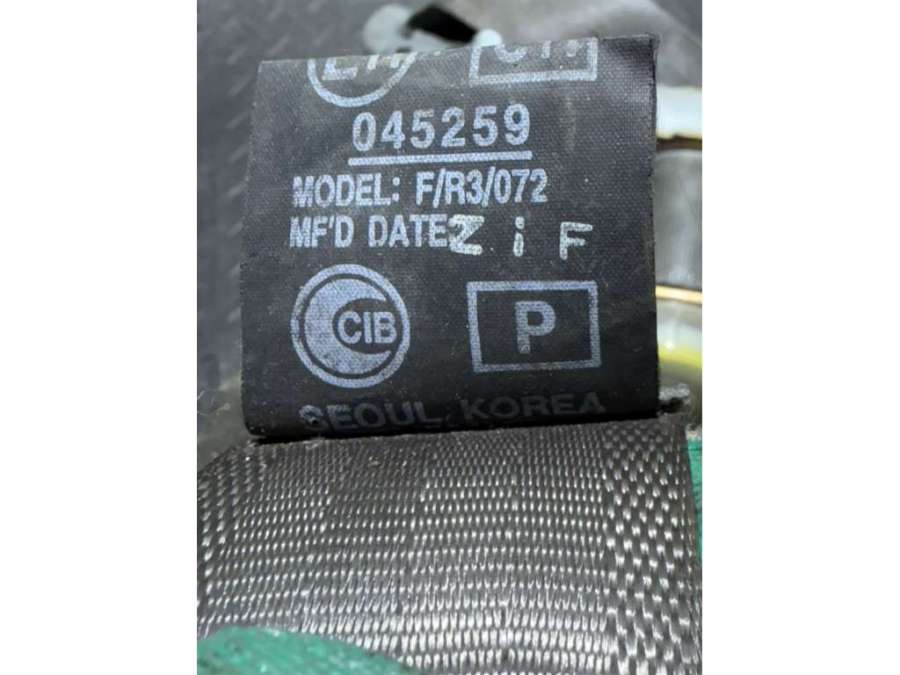 045259
MODEL: F/R3/072
MF'D DATE: Z i F
CIB
P
SEOUL KOREA